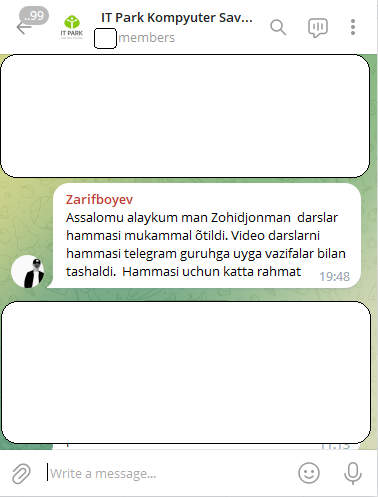 ..99
IT Park Kompyuter Sav...
IT PARK
members
Zarifboyev
Assalomu alaykum man Zohidjonman darslar
hammasi mukammal õtildi. Video darslarni
hammasi telegram guruhga uyga vazifalar bilan
tashaldi. Hammasi uchun katta rahmat
19:48
Write a message...